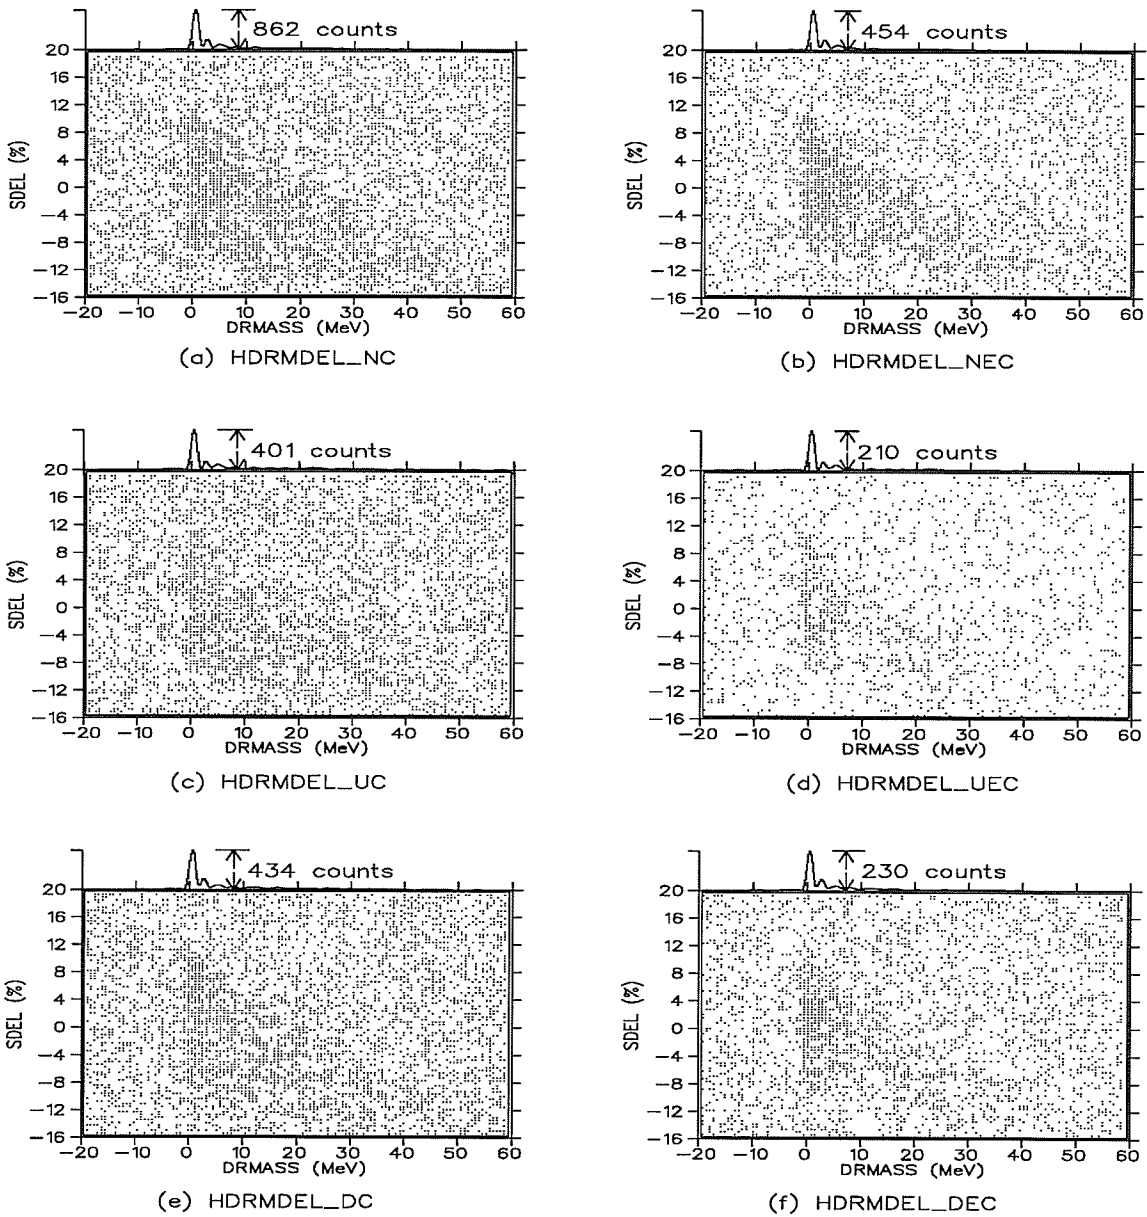 862 counts
20
16
12
8
4
0
−4
−8
−12
−16
SDEL (%)
−20 −10 0 10 20 30 40 50 60
DRMASS (MeV)
(a) HDRMDEL_NC
454 counts
20
16
12
8
4
0
−4
−8
−12
−16
SDEL (%)
−20 −10 0 10 20 30 40 50 60
DRMASS (MeV)
(b) HDRMDEL_NEC
401 counts
20
16
12
8
4
0
−4
−8
−12
−16
SDEL (%)
−20 −10 0 10 20 30 40 50 60
DRMASS (MeV)
(c) HDRMDEL_UC
210 counts
20
16
12
8
4
0
−4
−8
−12
−16
SDEL (%)
−20 −10 0 10 20 30 40 50 60
DRMASS (MeV)
(d) HDRMDEL_UEC
434 counts
20
16
12
8
4
0
−4
−8
−12
−16
SDEL (%)
−20 −10 0 10 20 30 40 50 60
DRMASS (MeV)
(e) HDRMDEL_DC
230 counts
20
16
12
8
4
0
−4
−8
−12
−16
SDEL (%)
−20 −10 0 10 20 30 40 50 60
DRMASS (MeV)
(f) HDRMDEL_DEC